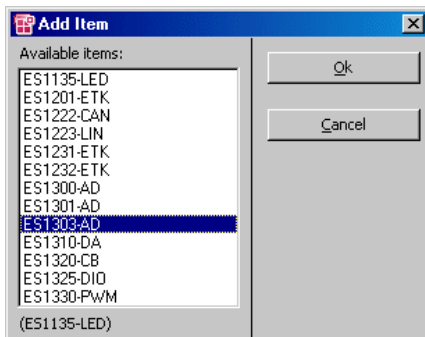 Add Item
Available items:
ES1135-LED
ES1201-ETK
ES1222-CAN
ES1223-LIN
ES1231-ETK
ES1232-ETK
ES1300-AD
ES1301-AD
ES1303-AD
ES1310-DA
ES1320-CB
ES1325-DIO
ES1330-PWM
(ES1135-LED)
Ok
Cancel